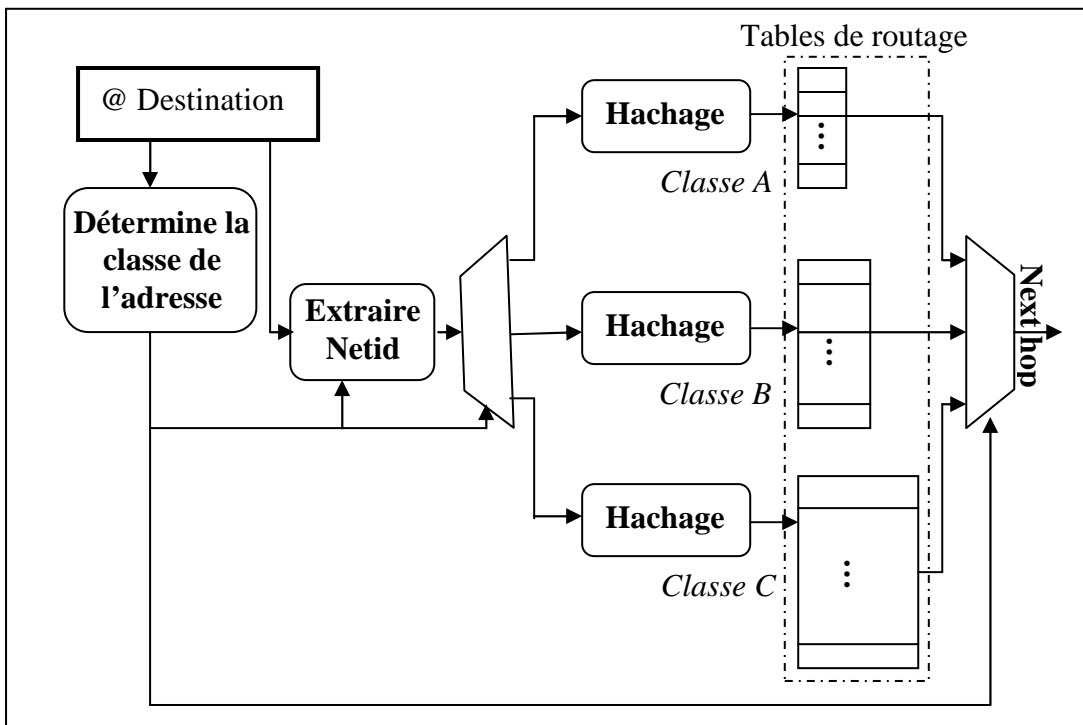 Tables de routage
@ Destination
Hachage
Classe A
Détermine la
classe de
l'adresse
Extraire
Netid
Hachage
Classe B
Next hop
Hachage
Classe C